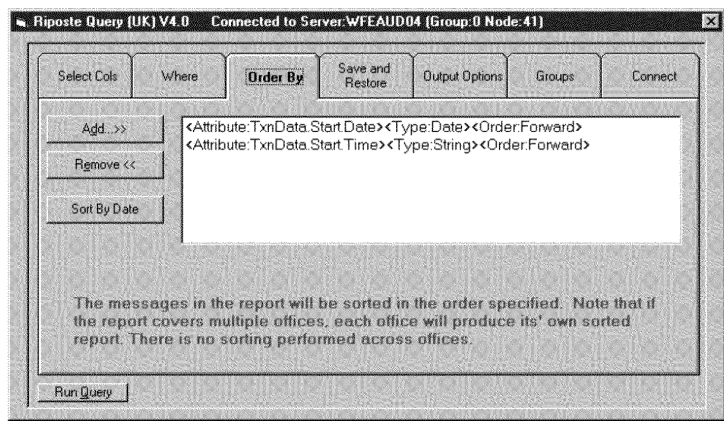 Riposte Query (UK) V4.0 Connected to Server:WFEAUD04 (Group:0 Node:41)
Select Cols Where Order By Save and Restore Output Options Groups Connect
Add..>>
Remove <<
Sort By Date
<Attribute:TxnData.Start.Date><Type:Date><Order:Forward>
<Attribute:TxnData.Start.Time><Type:String><Order:Forward>
The messages in the report will be sorted in the order specified. Note that if
the report covers multiple offices, each office will produce its' own sorted
report. There is no sorting performed across offices.
Run Query